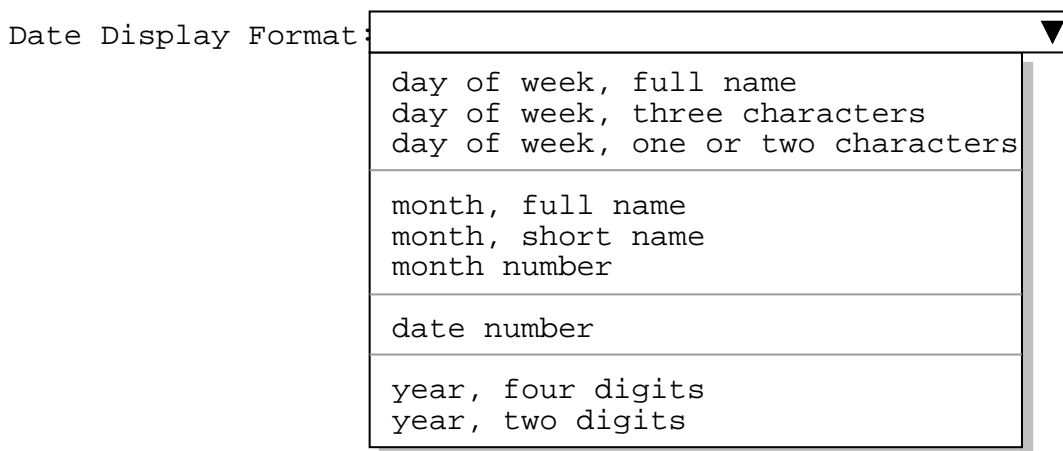 Date Display Format:
day of week, full name
day of week, three characters
day of week, one or two characters
month, full name
month, short name
month number
date number
year, four digits
year, two digits